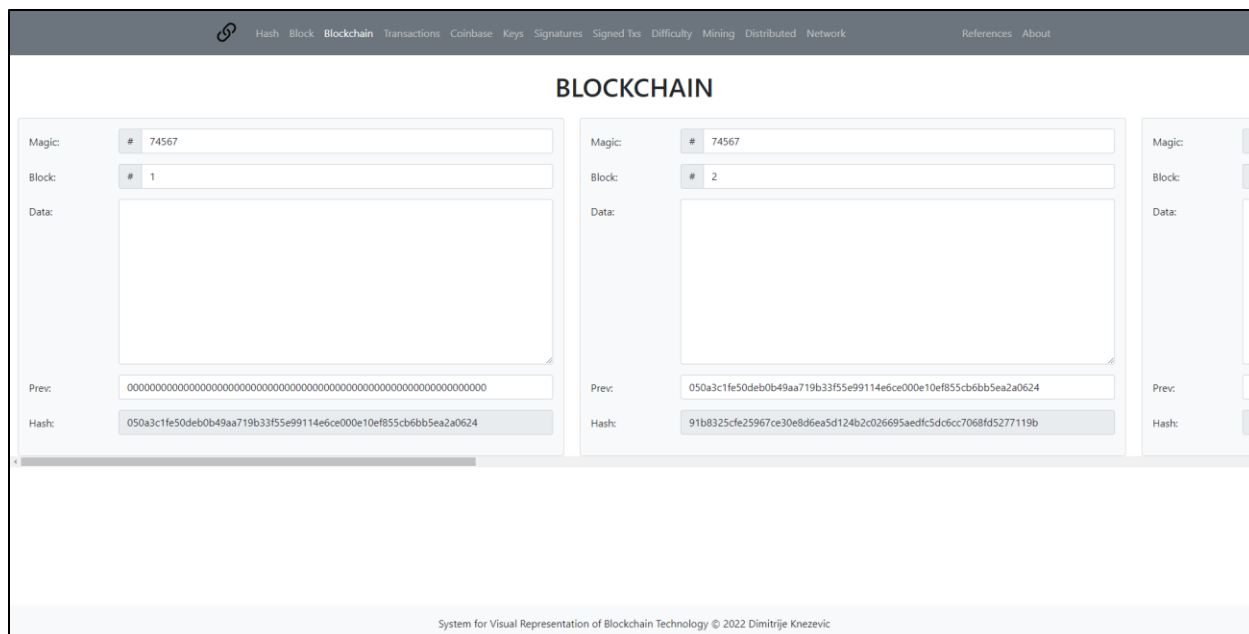 Hash Block Blockchain Transactions Coinbase Keys Signatures Signed Txs Difficulty Mining Distributed Network References About
BLOCKCHAIN
Magic: # 74567
Block: # 1
Data:
Prev: 0000000000000000000000000000000000000000000000000000000000000000
Hash: 050a3c1fe50deb0b49aa719b33f55e99114e6ce000e10ef855cb6bb5ea2a0624
Magic: # 74567
Block: # 2
Data:
Prev: 050a3c1fe50deb0b49aa719b33f55e99114e6ce000e10ef855cb6bb5ea2a0624
Hash: 91b8325cfe25967ce30e8d6ea5d124b2c026695aedfc5dc6cc7068fd5277119b
Magic:
Block:
Data:
Prev:
Hash:
System for Visual Representation of Blockchain Technology © 2022 Dimitrije Knezevic